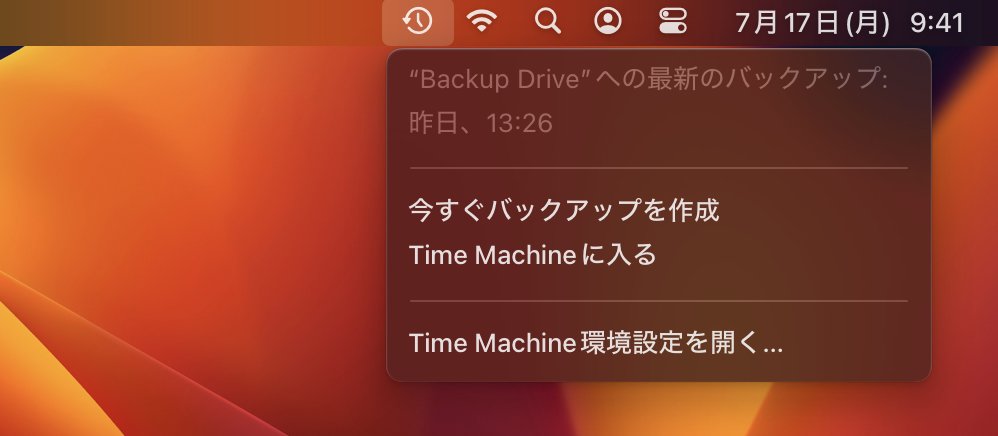 7月17日(月) 9:41
“Backup Drive”への最新のバックアップ:
昨日、13:26
今すぐバックアップを作成
Time Machineに入る
Time Machine環境設定を開く...